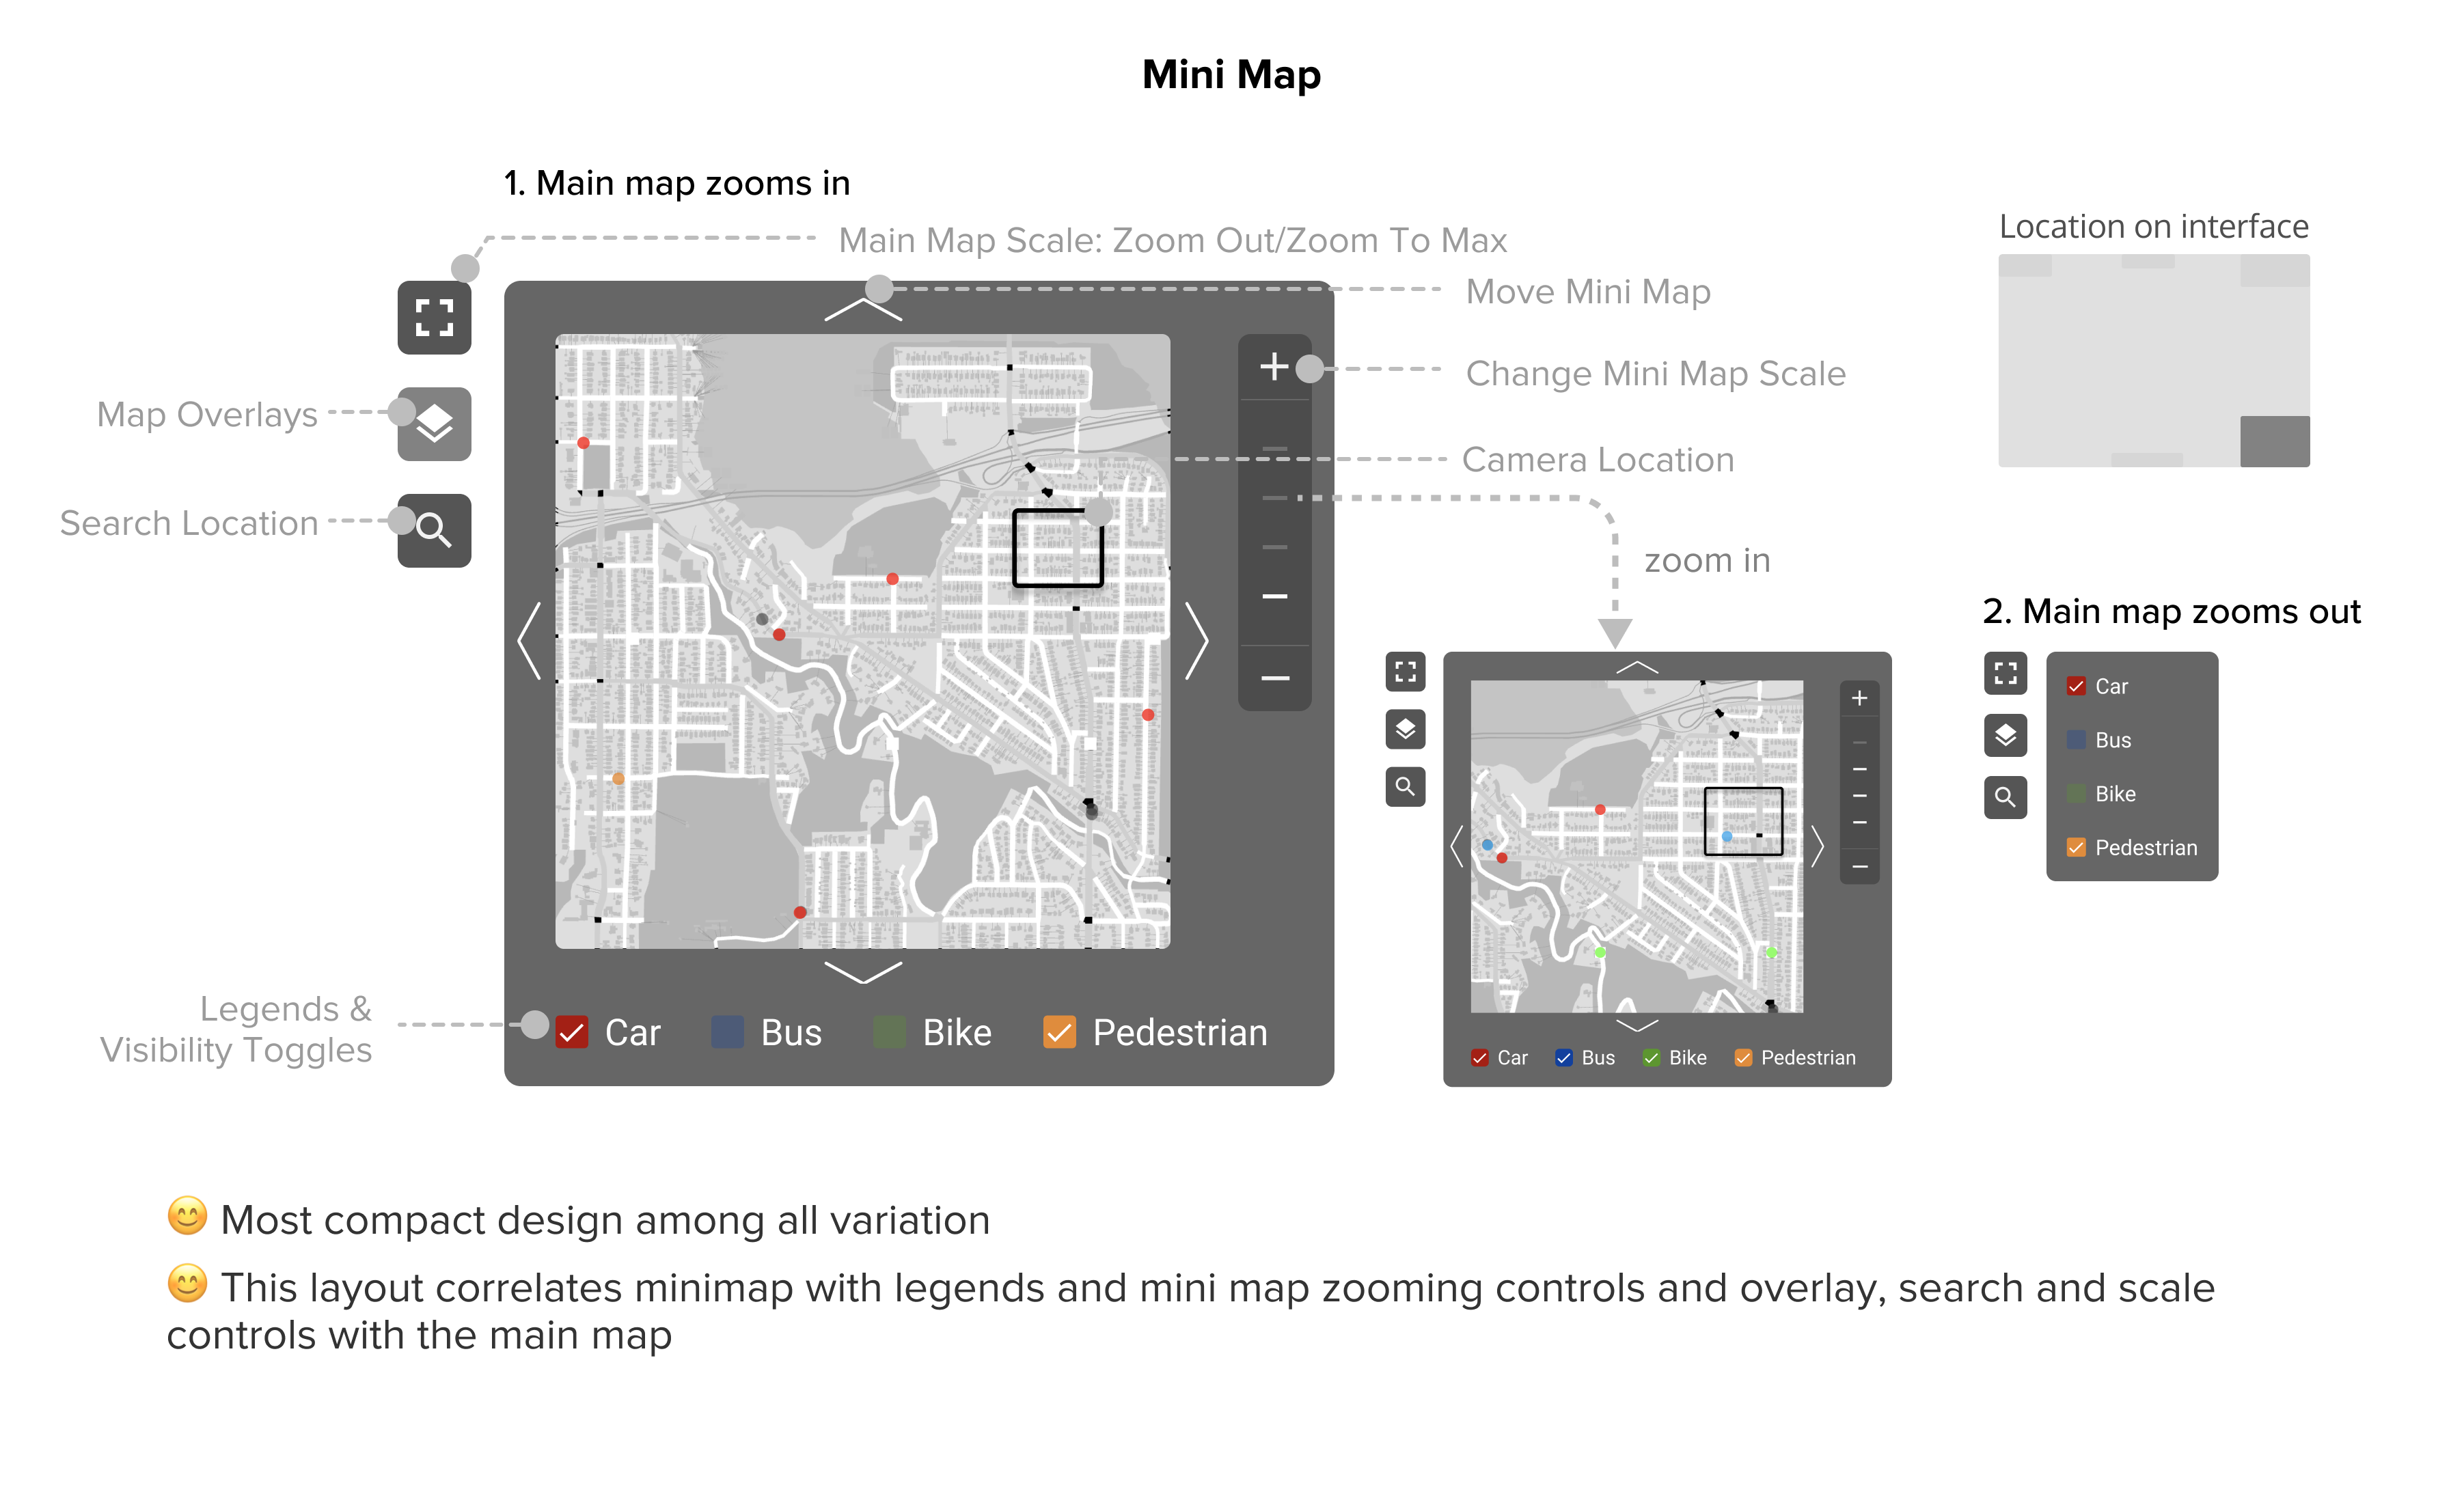 Mini Map
1. Main map zooms in
Main Map Scale: Zoom Out/Zoom To Max
Location on interface
Move Mini Map
Change Mini Map Scale
Map Overlays
Camera Location
Search Location
zoom in
2. Main map zooms out
Car
Bus
Bike
Pedestrian
Legends &
Visibility Toggles
Car Bus Bike Pedestrian
Car Bus Bike Pedestrian
😊 Most compact design among all variation
😊 This layout correlates minimap with legends and mini map zooming controls and overlay, search and scale
controls with the main map